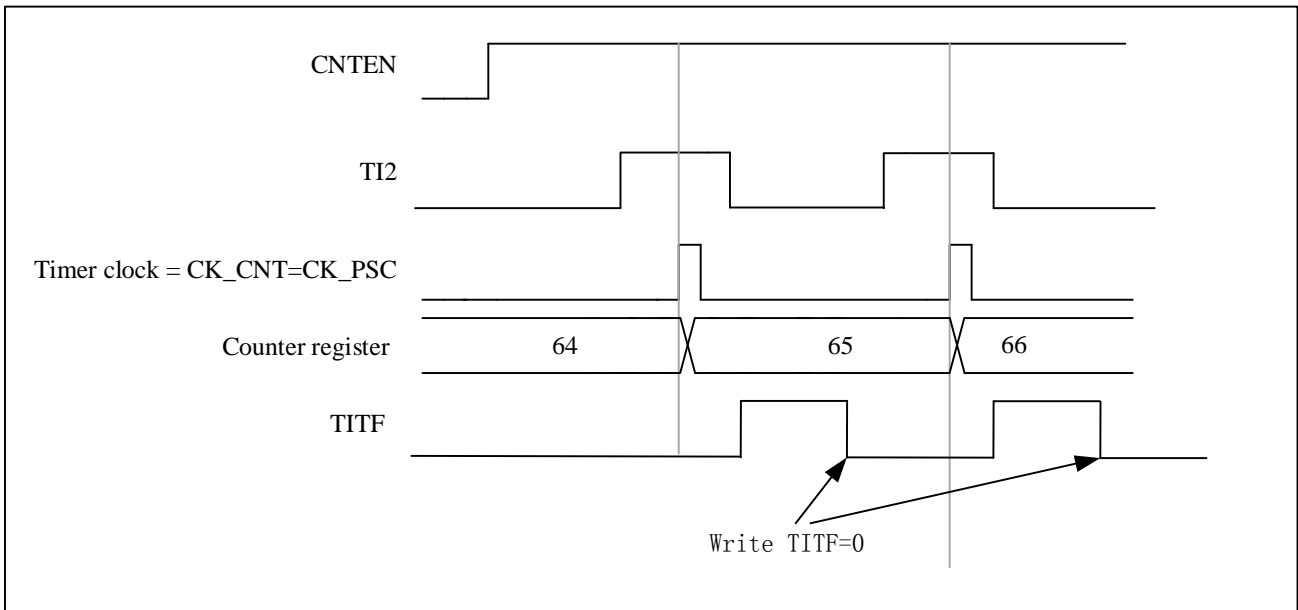 CNTEN
TI2
Timer clock = CK_CNT=CK_PSC
Counter register
64
65
66
TITF
Write TITF=0